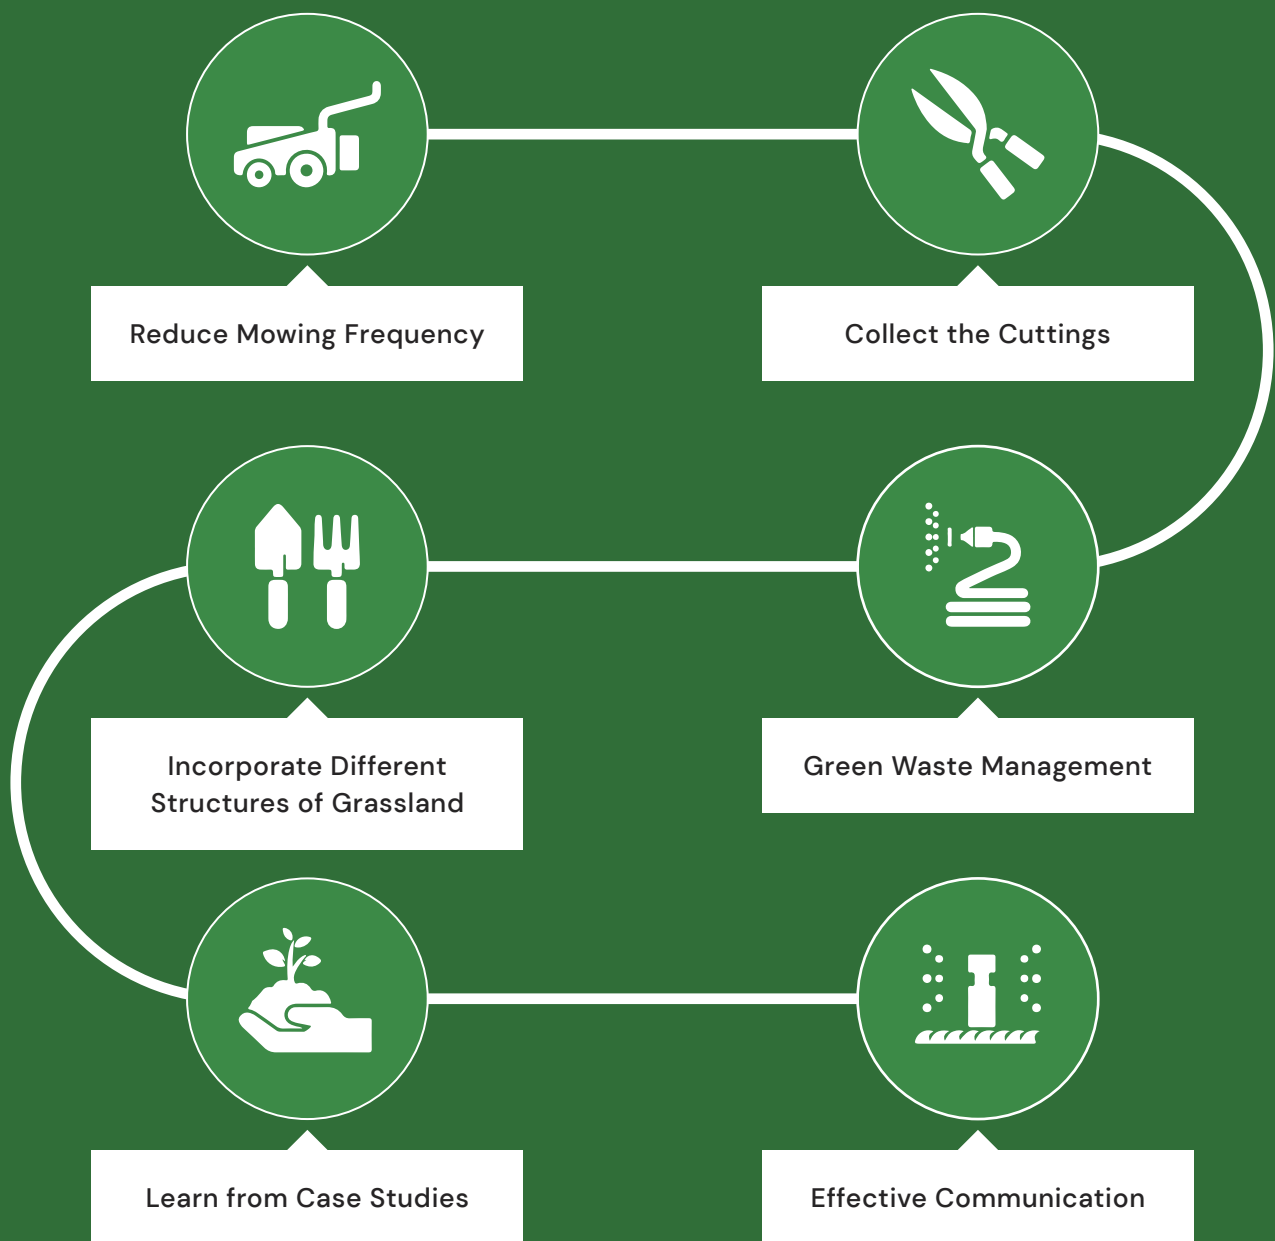 Reduce Mowing Frequency
Collect the Cuttings
Incorporate Different
Structures of Grassland
Green Waste Management
Learn from Case Studies
Effective Communication